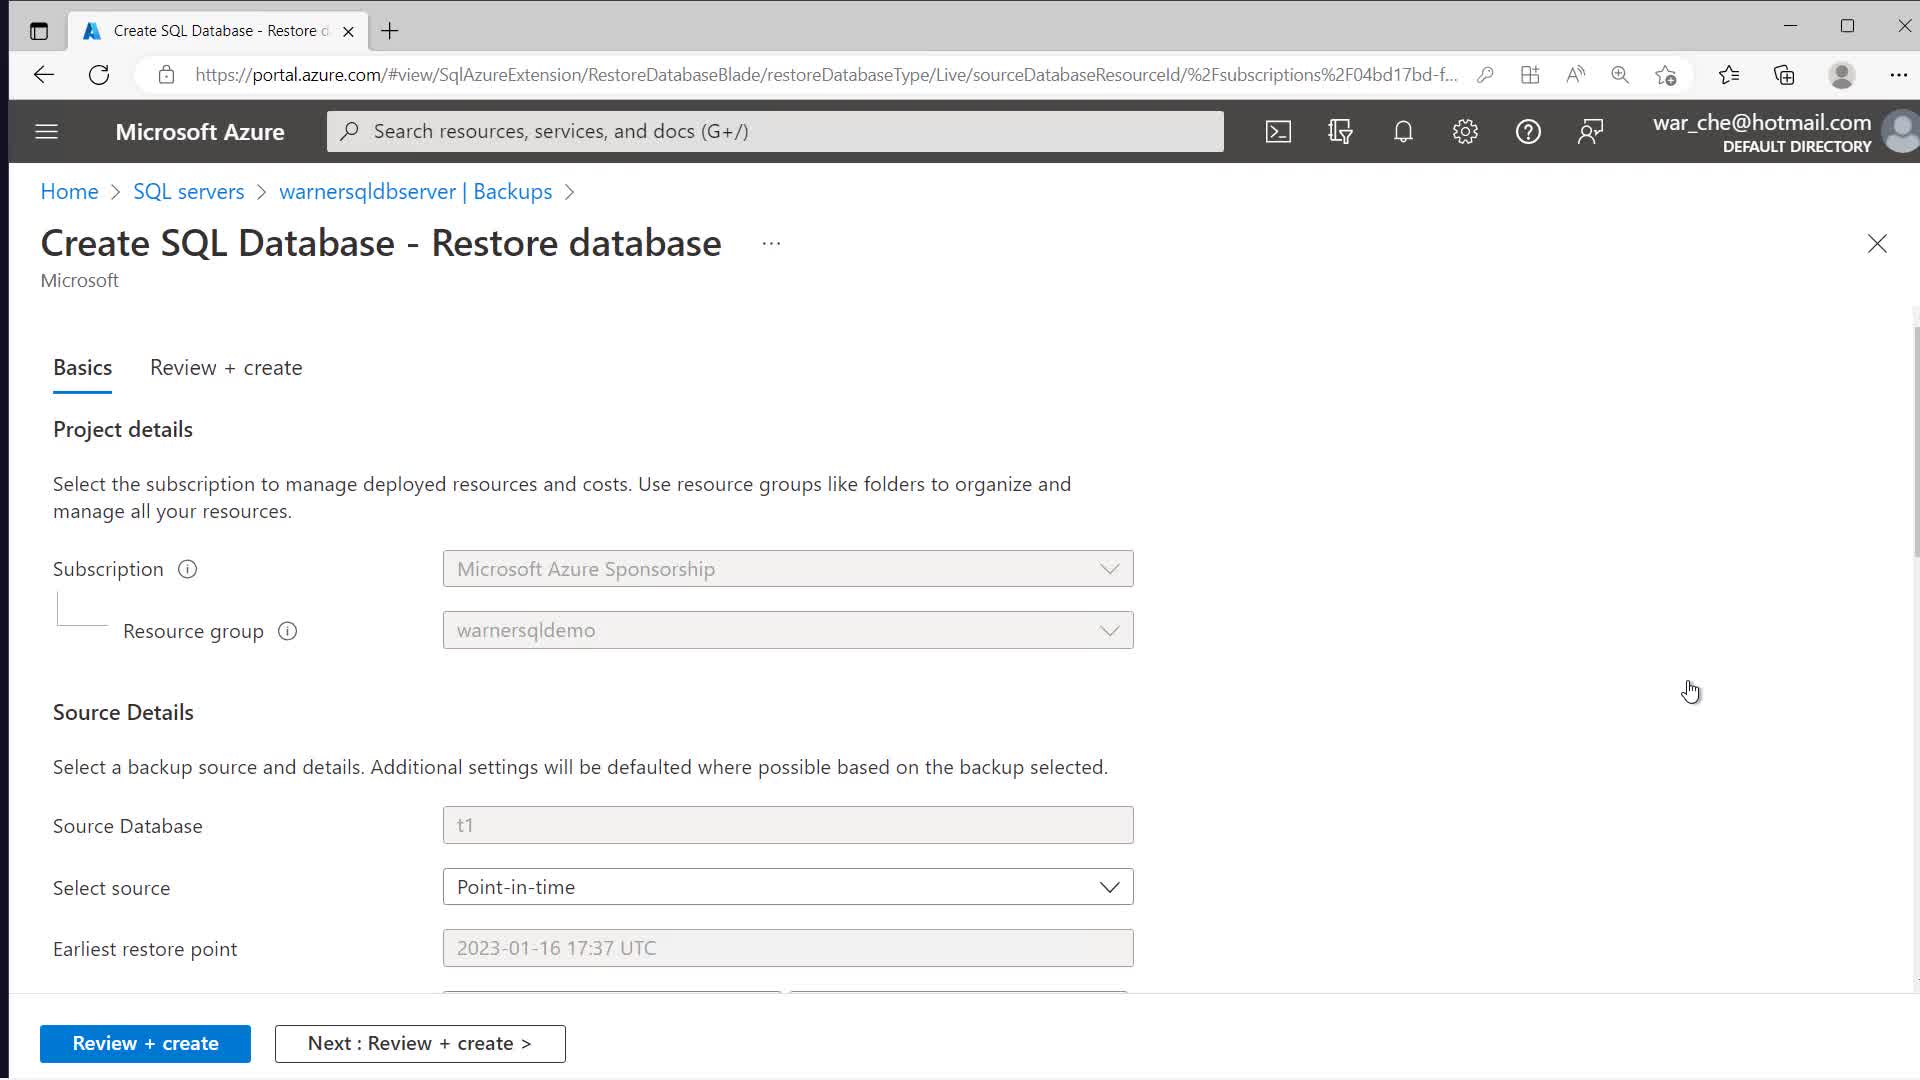 Create SQL Database - Restore d
https://portal.azure.com/#view/SqlAzureExtension/RestoreDatabaseBlade/restoreDatabaseType/Live/sourceDatabaseResourceId/%2Fsubscriptions%2F04bd17bd-f...
Microsoft Azure
Search resources, services, and docs (G+/)
war_che@hotmail.com
DEFAULT DIRECTORY
Home > SQL servers > warnersqldbserver | Backups >
Create SQL Database - Restore database ...
Microsoft
Basics Review + create
Project details
Select the subscription to manage deployed resources and costs. Use resource groups like folders to organize and
manage all your resources.
Subscription Microsoft Azure Sponsorship
Resource group warnersqldemo
Source Details
Select a backup source and details. Additional settings will be defaulted where possible based on the backup selected.
Source Database t1
Select source Point-in-time
Earliest restore point 2023-01-16 17:37 UTC
Review + create Next : Review + create >